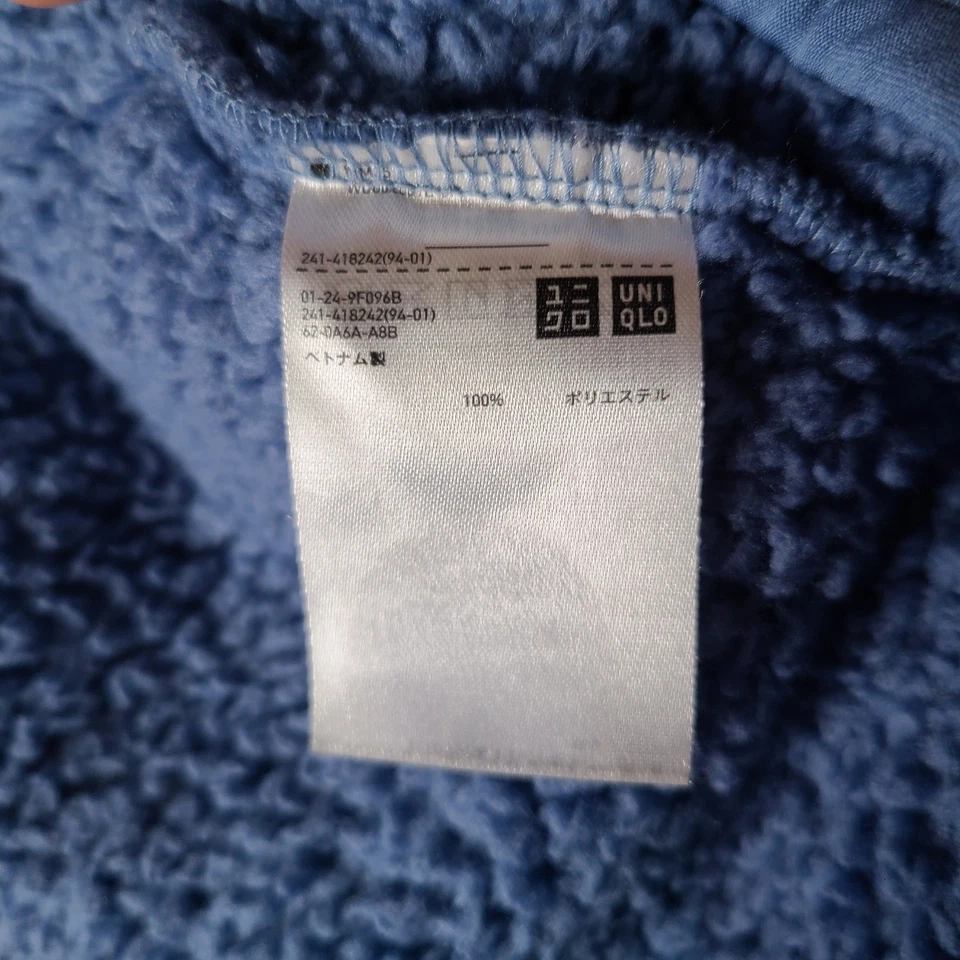 241-418242(94-01)
01-24-9F096B
241-418242(94-01)
62-0A6A-A8B
ベトナム製
ユニ
クロ
UNI
QLO
100% ポリエステル